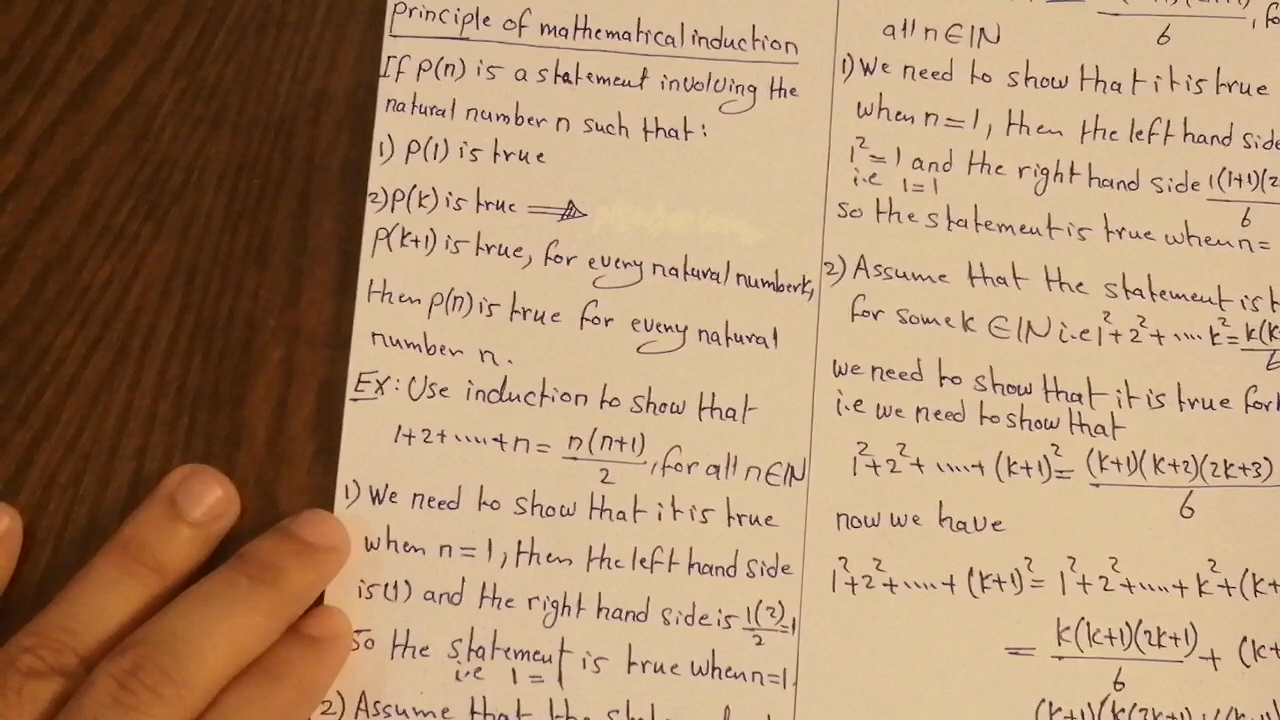 Principle of mathematical induction
If P(n) is a statement involving the
natural number n such that:
1) P(1) is true
2) P(k) is true ⟹
P(k+1) is true, for every natural number k,
then p(n) is true for every natural
number n.
EX: Use induction to show that
1+2+.....+n = n(n+1)/2, for all n∈IN
1) We need to show that it is true
when n=1, then the left hand side
is (1) and the right hand side is 1(2)/2=1
So the statement is true when n=1.
i.e 1=1
2) Assume that the
6
all n∈IN
1) We need to show that it is true
when n=1, then the left hand side
1²=1 and the right hand side 1(1+1)(2
6
i.e 1=1
so the statement is true when n=
2) Assume that the statement is
for some k ∈ IN i.e 1²+2²+..... k²= k(k
we need to show that it is true for
i.e we need to show that
1²+2²+.....+(k+1)²= (k+1)(k+2)(2k+3)/6
now we have
1²+2²+.....+(k+1)²= 1²+2²+.....+k²+(k+
= k(k+1)(2k+1)/6 + (k+